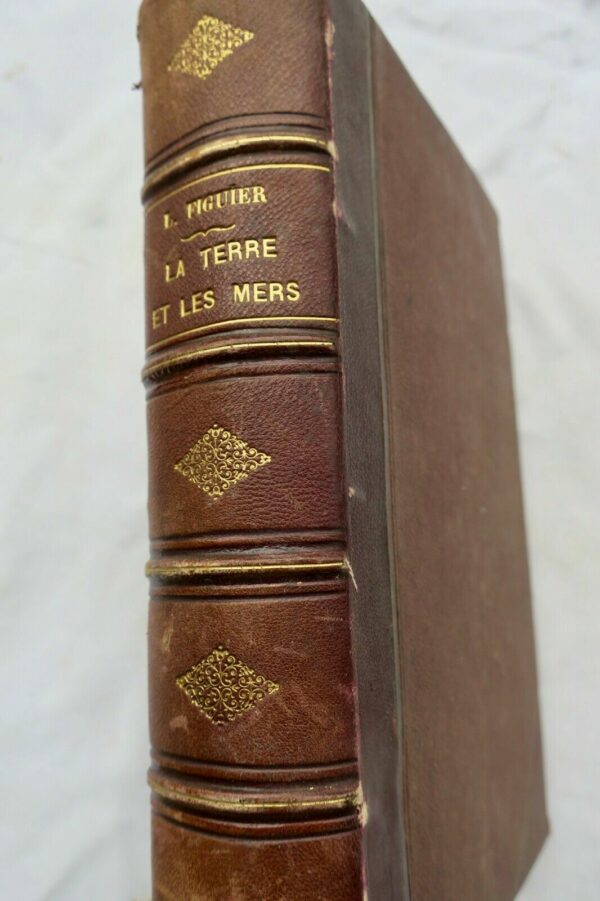 L. FIGUIER
LA TERRE
ET LES MERS